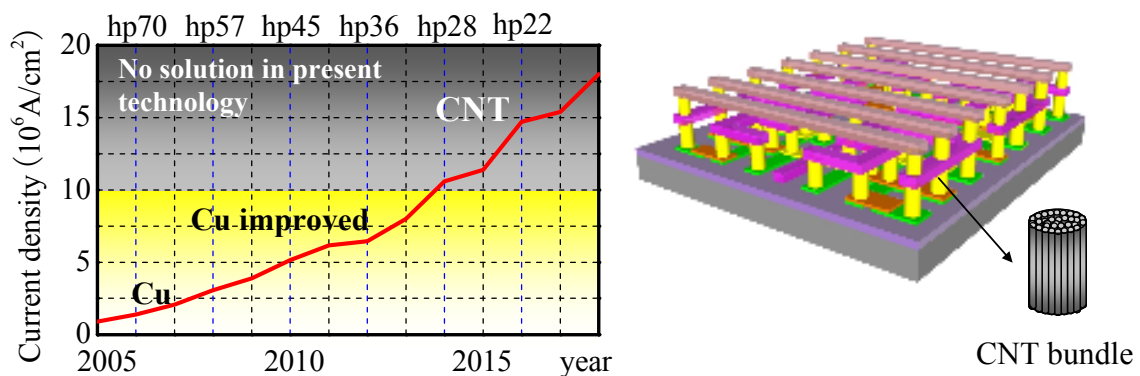 hp70 hp57 hp45 hp36 hp28 hp22
20
No solution in present
technology
CNT
15
10
Cu improved
5
Cu
0
Current density (10⁶ A/cm²)
2005 2010 2015 year
CNT bundle